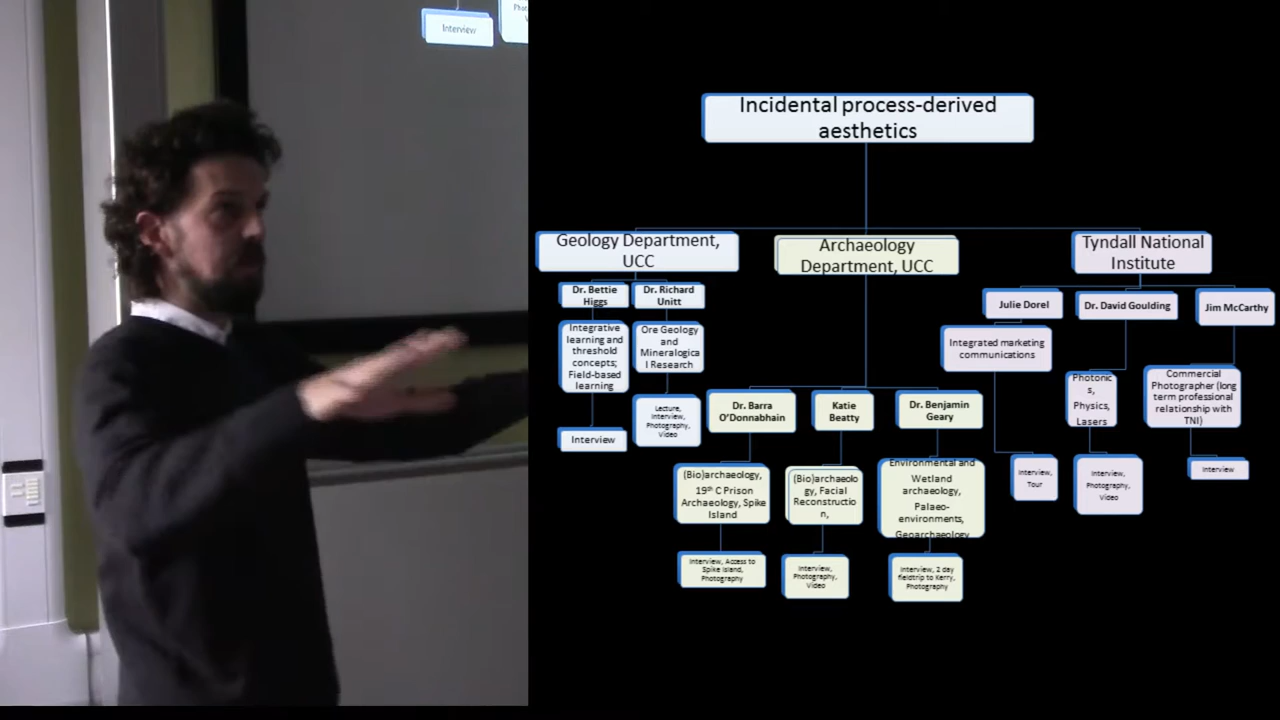 Interview
Incidental process-derived
aesthetics
Geology Department,
UCC
Archaeology
Department, UCC
Tyndall National
Institute
Dr. Bettie
Higgs
Dr. Richard
Unitt
Julie Dorel
Dr. David Goulding
Jim McCarthy
Integrative
learning and
threshold
concepts;
Field-based
learning
Ore Geology
and
Mineralogica
l Research
Integrated marketing
communications
Photonic
s,
Physics,
Lasers
Commercial
Photographer (long
term professional
relationship with
TNI)
Interview
Lecture,
Interview,
Photography,
Video
Dr. Barra
O'Donnabhain
Katie
Beatty
Dr. Benjamin
Geary
(Bio)archaeology,
19th C Prison
Archaeology, Spike
Island
(Bio)archaeolo
gy, Facial
Reconstructio
n,
Environmental and
Wetland
archaeology,
Palaeo-
environments,
Geoarchaeology
Interview,
Tour
Interview,
Photography,
Video
Interview
Interview, Access to
Spike Island,
Photography
Interview,
Photography,
Video
Interview, 2 day
fieldtrip to Kerry,
Photography